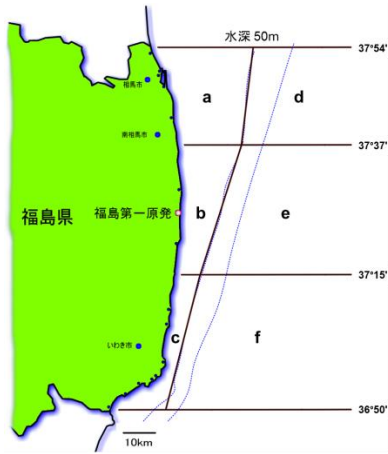 水深 50m
37°54'
相馬市
a
d
37°37'
南相馬市
福島県
福島第一原発
b
e
37°15'
いわき市
c
f
36°50'
10km